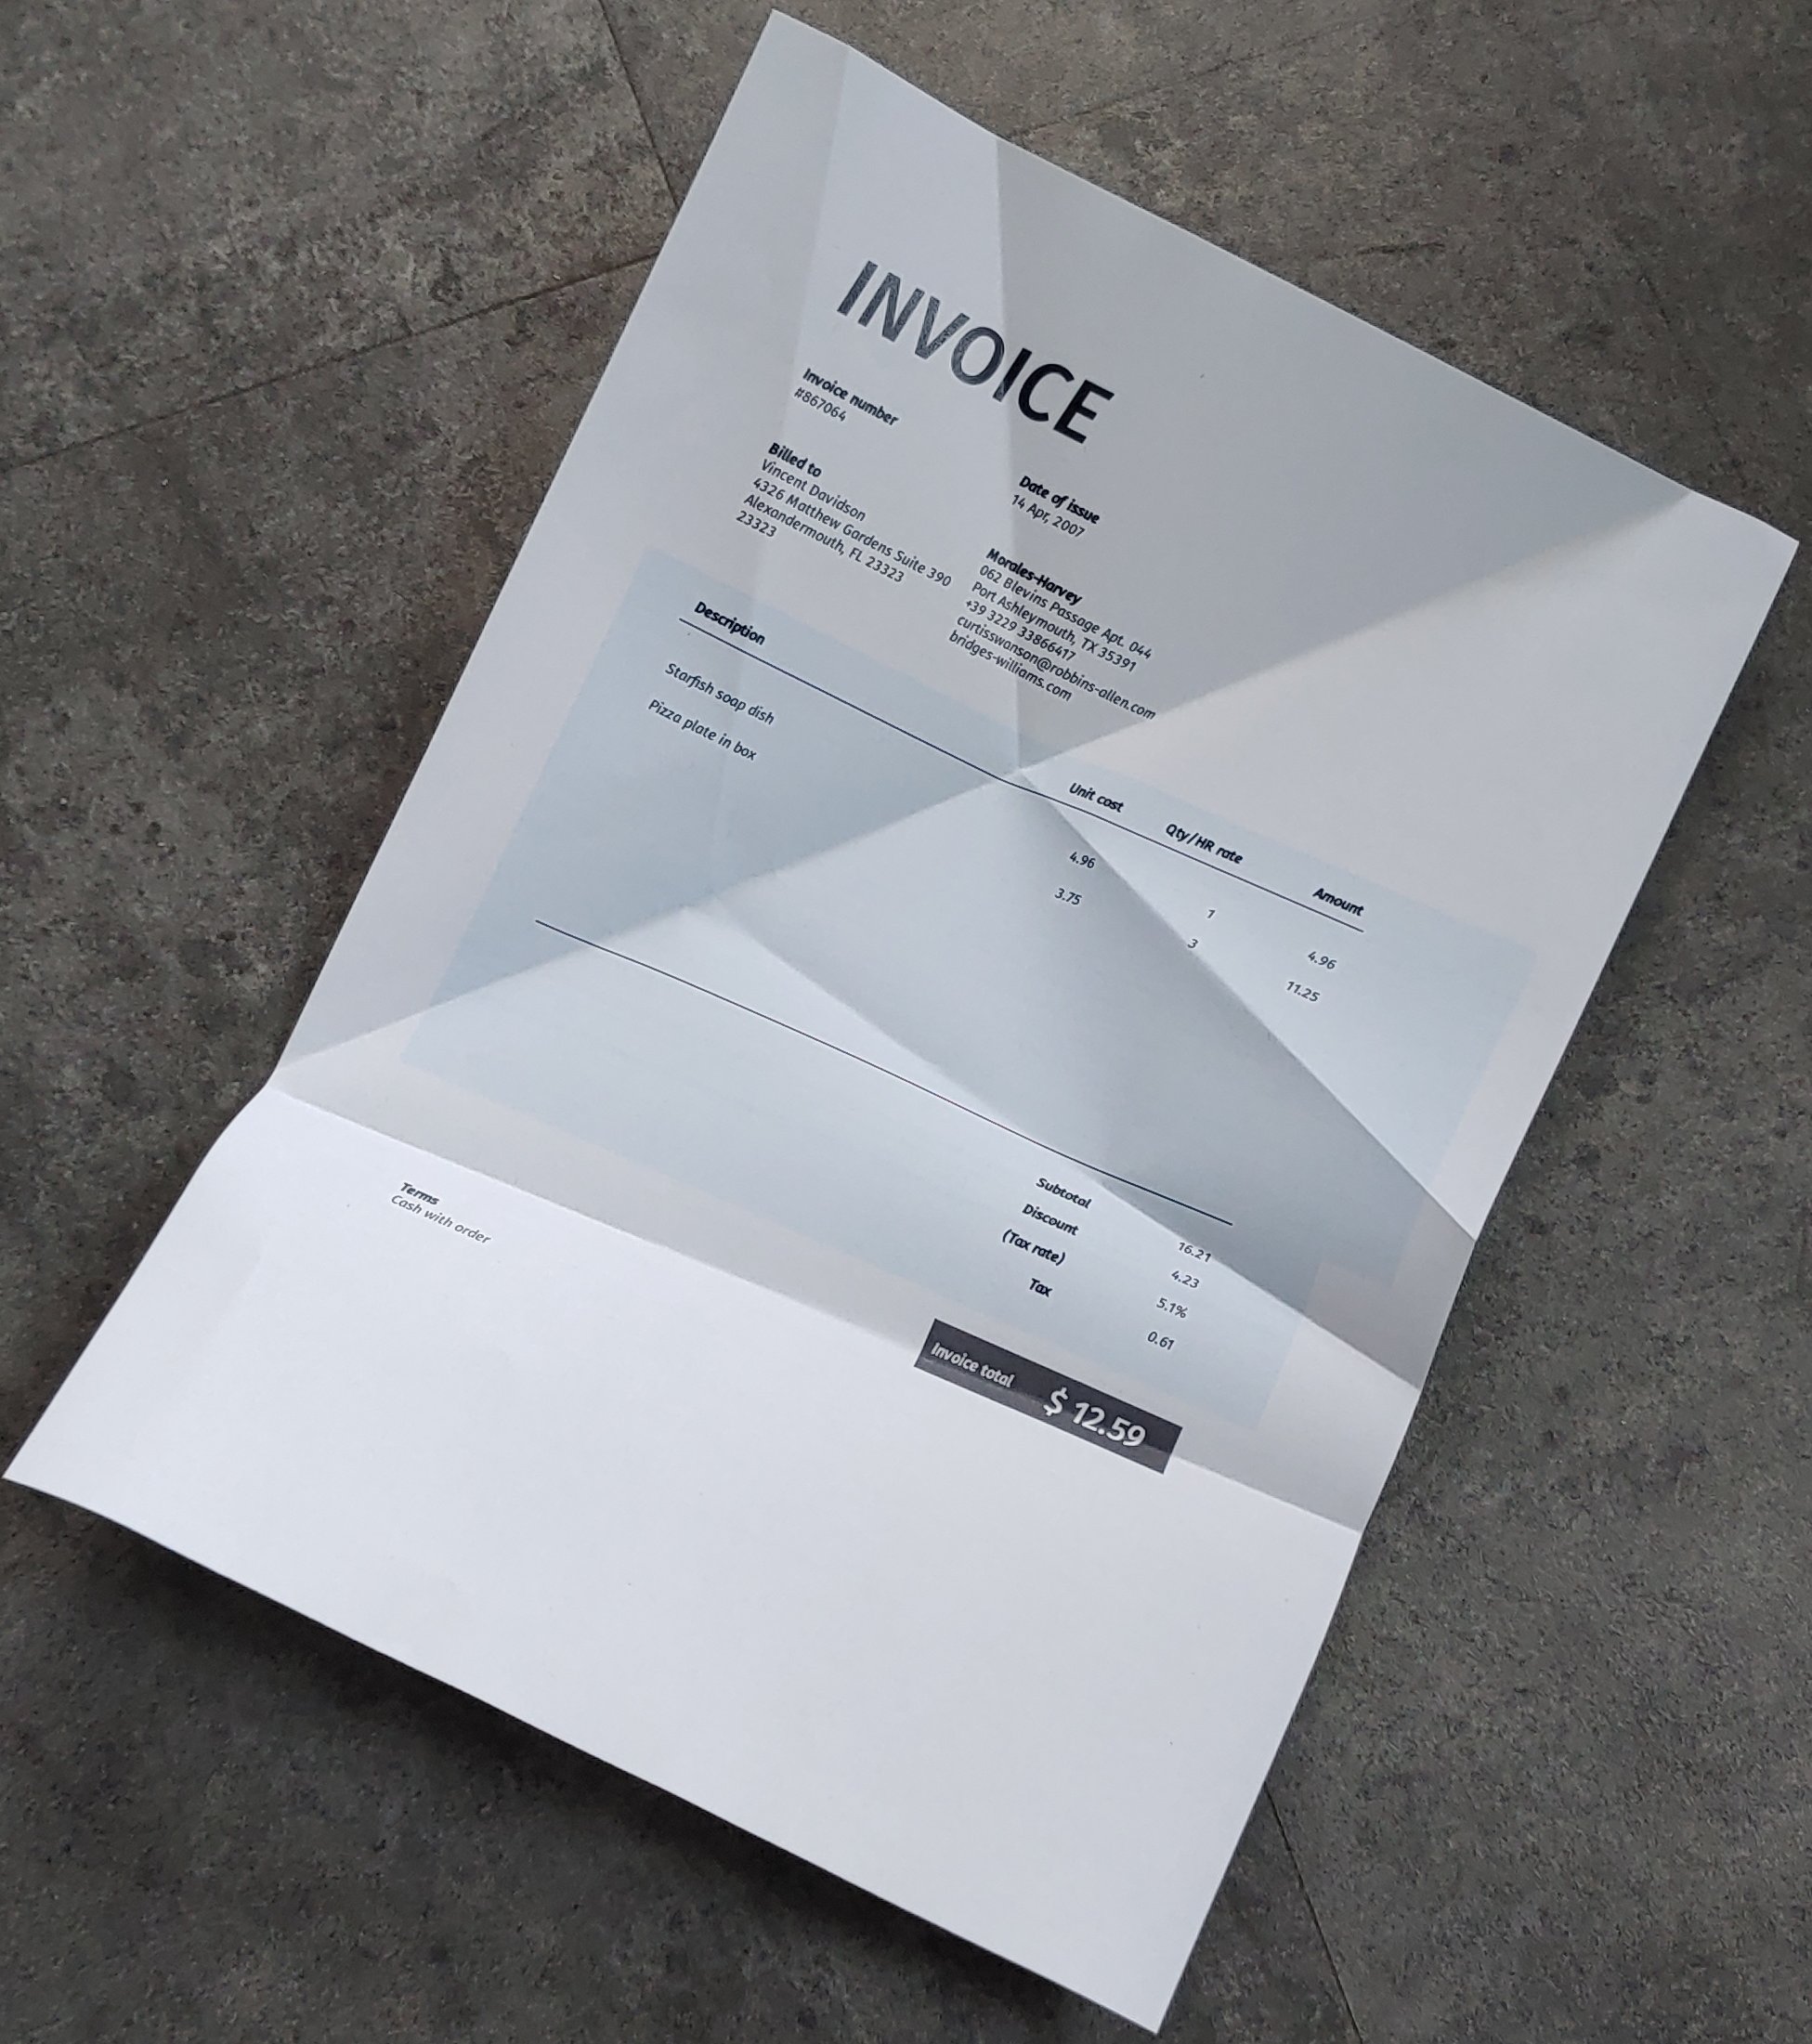 INVOICE
Invoice number
#867064
Date of issue
14 Apr, 2007
Billed to
Vincent Davidson
4326 Matthew Gardens Suite 390
Alexandermouth, FL 23323
23323
Morales-Harvey
062 Blevins Passage Apt. 044
Port Ashleymouth, TX 35391
+39 3229 33866417
curtisswanson@robbins-allen.com
bridges-williams.com
Description Unit cost Qty/HR rate Amount
Starfish soap dish 4.96 1 4.96
Pizza plate in box 3.75 3 11.25
Subtotal 16.21
Discount 4.23
(Tax rate) 5.1%
Tax 0.61
Invoice total $ 12.59
Terms
Cash with order